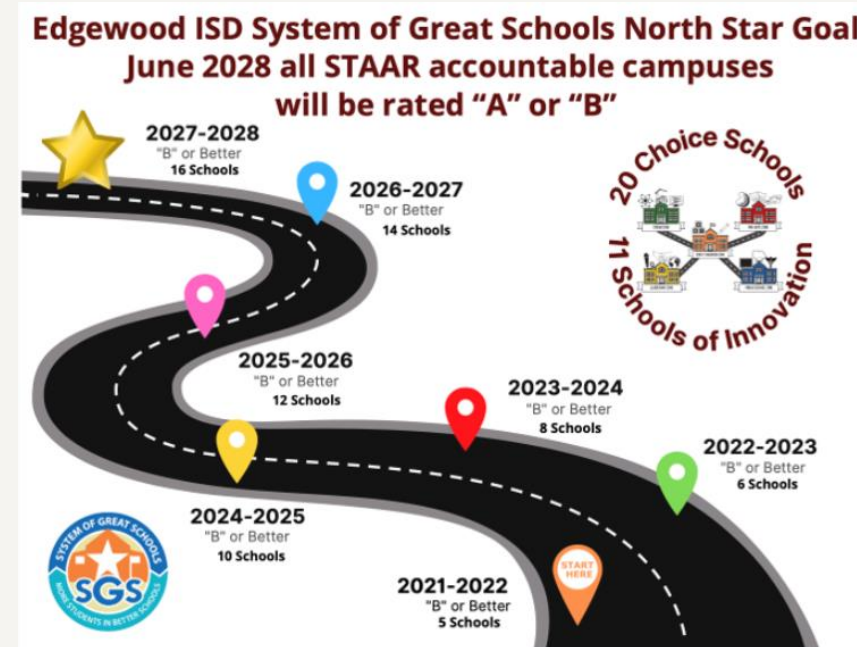 Edgewood ISD System of Great Schools North Star Goal
June 2028 all STAAR accountable campuses
will be rated “A” or “B”
2027-2028
"B" or Better
16 Schools
2026-2027
"B" or Better
14 Schools
20 Choice Schools
11 Schools of Innovation
2025-2026
"B" or Better
12 Schools
2023-2024
"B" or Better
8 Schools
2022-2023
"B" or Better
6 Schools
2024-2025
"B" or Better
10 Schools
SYSTEM OF GREAT SCHOOLS
SGS
MORE STUDENTS IN BETTER SCHOOLS
START
HERE
2021-2022
"B" or Better
5 Schools